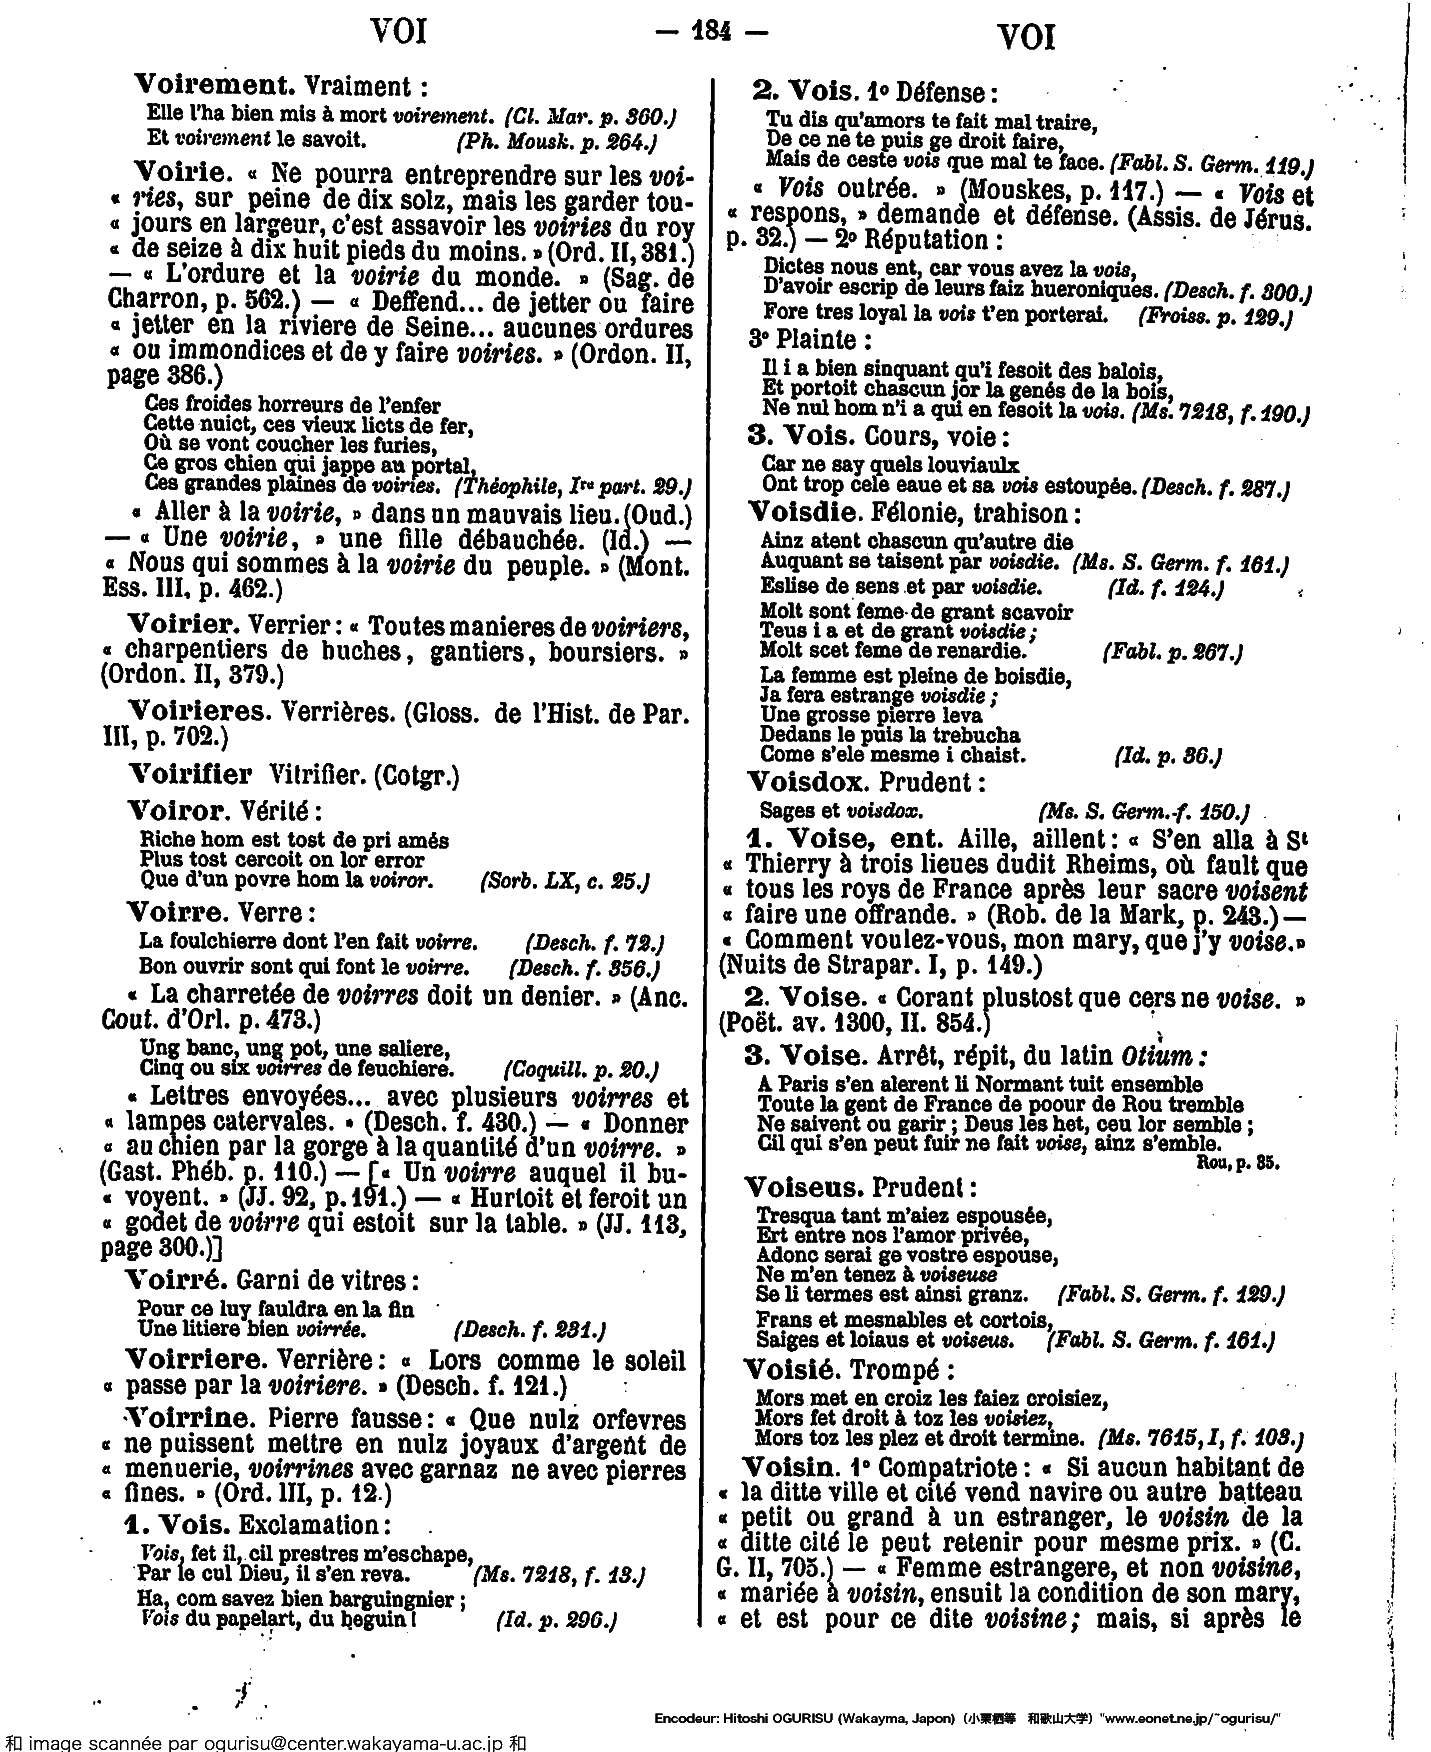 VOI
— 184 —
VOI
Voirement. Vraiment :
Elle l'ha bien mis à mort voirement. (Cl. Mar. p. 360.)
Et voirement le savoit. (Ph. Mousk. p. 264.)
Voirie. « Ne pourra entreprendre sur les voi-
« ries, sur peine de dix solz, mais les garder tou-
« jours en largeur, c'est assavoir les voiries du roy
« de seize à dix huit pieds du moins. » (Ord. II, 381.)
— « L'ordure et la voirie du monde. » (Sag. de
Charron, p. 562.) — « Deffend... de jetter ou faire
« jetter en la riviere de Seine... aucunes ordures
« ou immondices et de y faire voiries. » (Ordon. II,
page 386.)
Ces froides horreurs de l'enfer
Cette nuict, ces vieux licts de fer,
Où se vont coucher les furies,
Ce gros chien qui jappe au portal,
Ces grandes plaines de voiries. (Théophile, Ire part. 29.)
« Aller à la voirie, » dans un mauvais lieu. (Oud.)
— « Une voirie, » une fille débauchée. (Id.) —
« Nous qui sommes à la voirie du peuple. » (Mont.
Ess. III, p. 462.)
Voirier. Verrier : « Toutes manieres de voiriers,
« charpentiers de huches, gantiers, boursiers. »
(Ordon. II, 379.)
Voirieres. Verrières. (Gloss. de l'Hist. de Par.
III, p. 702.)
Voirifier Vitrifier. (Cotgr.)
Voiror. Vérité :
Riche hom est tost de pri amés
Plus tost cercoit on lor error
Que d'un povre hom la voiror. (Sorb. LX, c. 25.)
Voirre. Verre :
La foulchierre dont l'en fait voirre. (Desch. f. 72.)
Bon ouvrir sont qui font le voirre. (Desch. f. 356.)
« La charretée de voirres doit un denier. » (Anc.
Cout. d'Orl. p. 473.)
Ung banc, ung pot, une saliere,
Cinq ou six voirres de feuchiere. (Coquill. p. 20.)
« Lettres envoyées... avec plusieurs voirres et
« lampes catervales. » (Desch. f. 430.) — « Donner
« au chien par la gorge à la quantité d'un voirre. »
(Gast. Phéb. p. 110.) — [« Un voirre auquel il bu-
« voyent. » (JJ. 92, p. 191.) — « Hurtoit et feroit un
« godet de voirre qui estoit sur la table. » (JJ. 113,
page 300.)]
Voirré. Garni de vitres :
Pour ce luy fauldra en la fin
Une litiere bien voirrée. (Desch. f. 231.)
Voirriere. Verrière : « Lors comme le soleil
« passe par la voiriere. » (Desch. f. 121.)
Voirrine. Pierre fausse : « Que nulz orfevres
« ne puissent mettre en nulz joyaux d'argent de
« menuerie, voirrines avec garnaz ne avec pierres
« fines. » (Ord. III, p. 12.)
1. Vois. Exclamation :
Vois, fet il, cil prestres m'eschape,
Par le cul Dieu, il s'en reva. (Ms. 7218, f. 13.)
Ha, com savez bien barguingnier ;
Vois du papelart, du beguin ! (Id. p. 296.)
2. Vois. 1º Défense :
Tu dis qu'amors te fait mal traire,
De ce ne te puis ge droit faire,
Mais de ceste vois que mal te face. (Fabl. S. Germ. 119.)
« Vois outrée. » (Mouskes, p. 117.) — « Vois et
« respons, » demande et défense. (Assis. de Jérus.
p. 32.) — 2º Réputation :
Dictes nous ent, car vous avez la vois,
D'avoir escrip de leurs faiz hueroniques. (Desch. f. 300.)
Fore tres loyal la vois t'en porterai. (Froiss. p. 129.)
3º Plainte :
Il i a bien sinquant qu'i fesoit des balois,
Et portoit chascun jor la genés de la bois,
Ne nul hom n'i a qui en fesoit la vois. (Ms. 7218, f. 190.)
3. Vois. Cours, voie :
Car ne say quels louviaulx
Ont trop cele eaue et sa vois estoupée. (Desch. f. 287.)
Voisdie. Félonie, trahison :
Ainz atent chascun qu'autre die
Auquant se taisent par voisdie. (Ms. S. Germ. f. 161.)
Eslise de sens et par voisdie. (Id. f. 124.)
Molt sont feme de grant scavoir
Teus i a et de grant voisdie ;
Molt scet feme de renardie. (Fabl. p. 267.)
La femme est pleine de boisdie,
Ja fera estrange voisdie ;
Une grosse pierre leva
Dedans le puis la trebucha
Come s'ele mesme i chaist. (Id. p. 36.)
Voisdox. Prudent :
Sages et voisdox. (Ms. S. Germ. f. 150.)
1. Voise, ent. Aille, aillent : « S'en alla à St
« Thierry à trois lieues dudit Rheims, où fault que
« tous les roys de France après leur sacre voisent
« faire une offrande. » (Rob. de la Mark, p. 243.) —
« Comment voulez-vous, mon mary, que j'y voise. »
(Nuits de Strapar. I, p. 149.)
2. Voise. « Corant plustost que cers ne voise. »
(Poët. av. 1300, II. 854.)
3. Voise. Arrêt, répit, du latin Otium :
A Paris s'en alerent li Normant tuit ensemble
Toute la gent de France de poour de Rou tremble
Ne saivent ou garir ; Deus les het, ceu lor semble ;
Cil qui s'en peut fuir ne fait voise, ainz s'emble.
Rou, p. 35.
Voiseus. Prudent :
Tresqua tant m'aiez espousée,
Ert entre nos l'amor privée,
Adonc serai ge vostre espouse,
Ne m'en tenez à voiseuse
Se li termes est ainsi granz. (Fabl. S. Germ. f. 129.)
Frans et mesnables et cortois,
Saiges et loiaus et voiseus. (Fabl. S. Germ. f. 161.)
Voisié. Trompé :
Mors met en croiz les faiez croisiez,
Mors fet droit à toz les voisiez,
Mors toz les plez et droit termine. (Ms. 7615, I, f. 103.)
Voisin. 1º Compatriote : « Si aucun habitant de
« la ditte ville et cité vend navire ou autre batteau
« petit ou grand à un estranger, le voisin de la
« ditte cité le peut retenir pour mesme prix. » (C.
G. II, 705.) — « Femme estrangere, et non voisine,
« mariée à voisin, ensuit la condition de son mary,
« et est pour ce dite voisine ; mais, si après le
Encodeur: Hitoshi OGURISU (Wakayma, Japon) (小栗栖等 和歌山大学) "www.eonet.ne.jp/~ogurisu/"
和 image scannée par ogurisu@center.wakayama-u.ac.jp 和